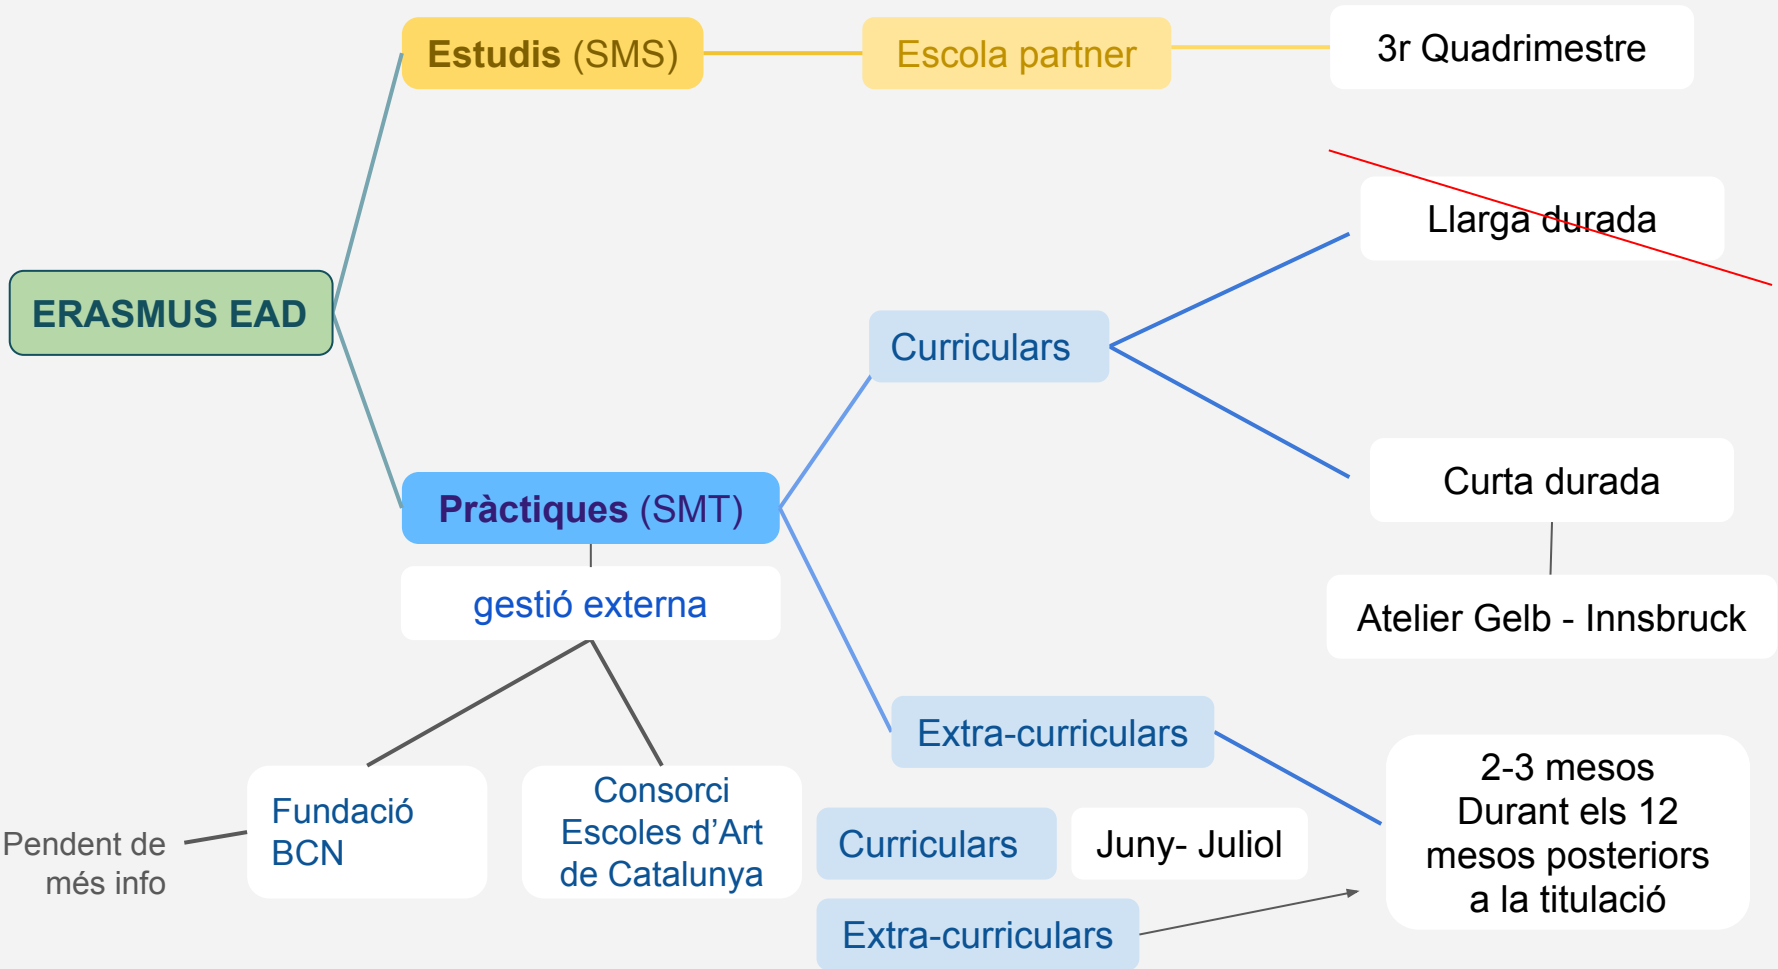 Estudis (SMS)
Escola partner
3r Quadrimestre
Llarga durada
ERASMUS EAD
Curriculars
Curta durada
Pràctiques (SMT)
gestió externa
Atelier Gelb - Innsbruck
Extra-curriculars
2-3 mesos
Durant els 12
mesos posteriors
a la titulació
Pendent de
més info
Fundació
BCN
Consorci
Escoles d’Art
de Catalunya
Curriculars
Juny- Juliol
Extra-curriculars